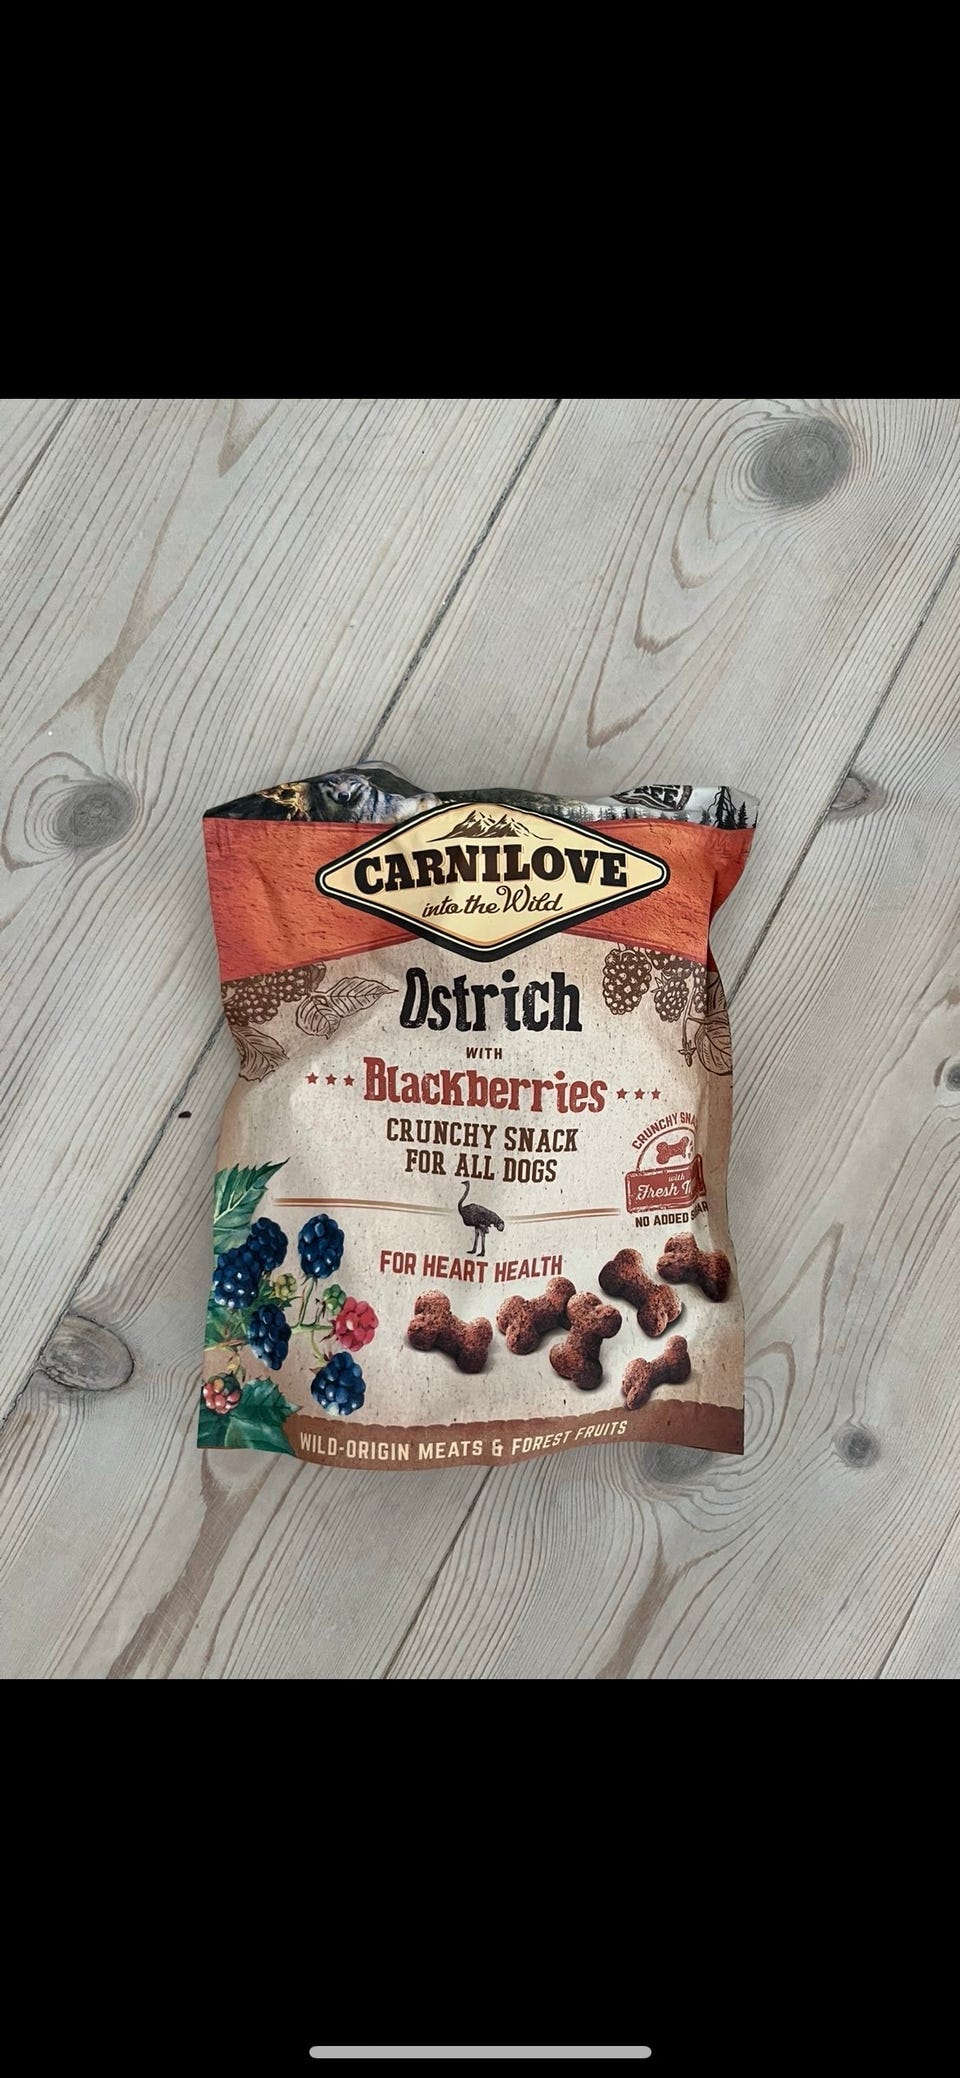 CARNILOVE
into the Wild
Ostrich
WITH
Blackberries
CRUNCHY SNACK
FOR ALL DOGS
CRUNCHY
with
Fresh
NO ADDED
FOR HEART HEALTH
WILD-ORIGIN MEATS & FOREST FRUITS